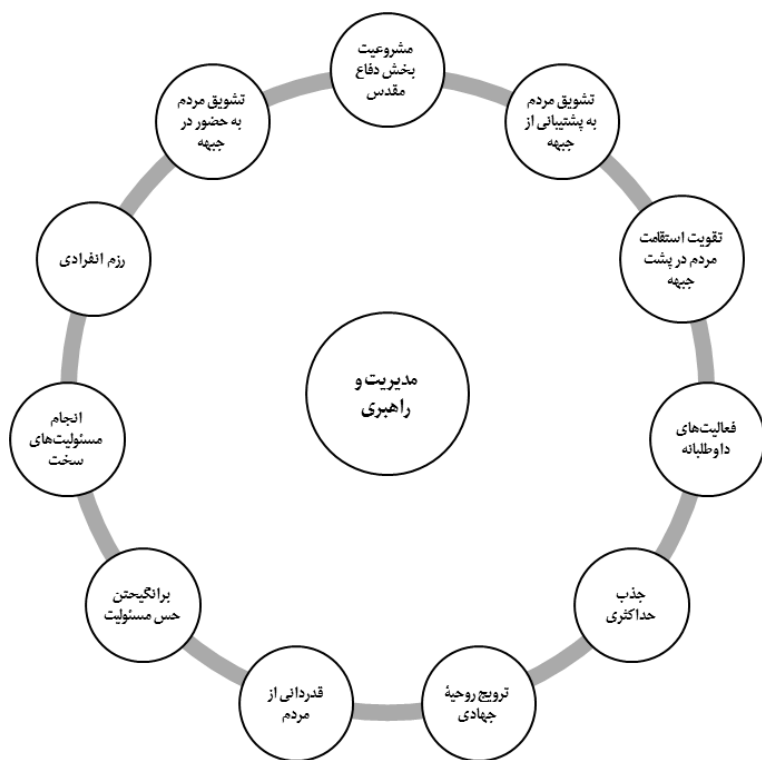 مشروعیت
بخش دفاع
مقدس
تشویق مردم
به پشتیبانی از
جبهه
تقویت استقامت
مردم در پشت
جبهه
فعالیت‌های
داوطلبانه
جذب
حداکثری
ترویج روحیۀ
جهادی
قدردانی از
مردم
برانگیحتن
حس مسئولیت
انجام
مسئولیت‌های
سخت
رزم انفرادی
تشویق مردم
به حضور در
جبهه
مدیریت و
راهبری